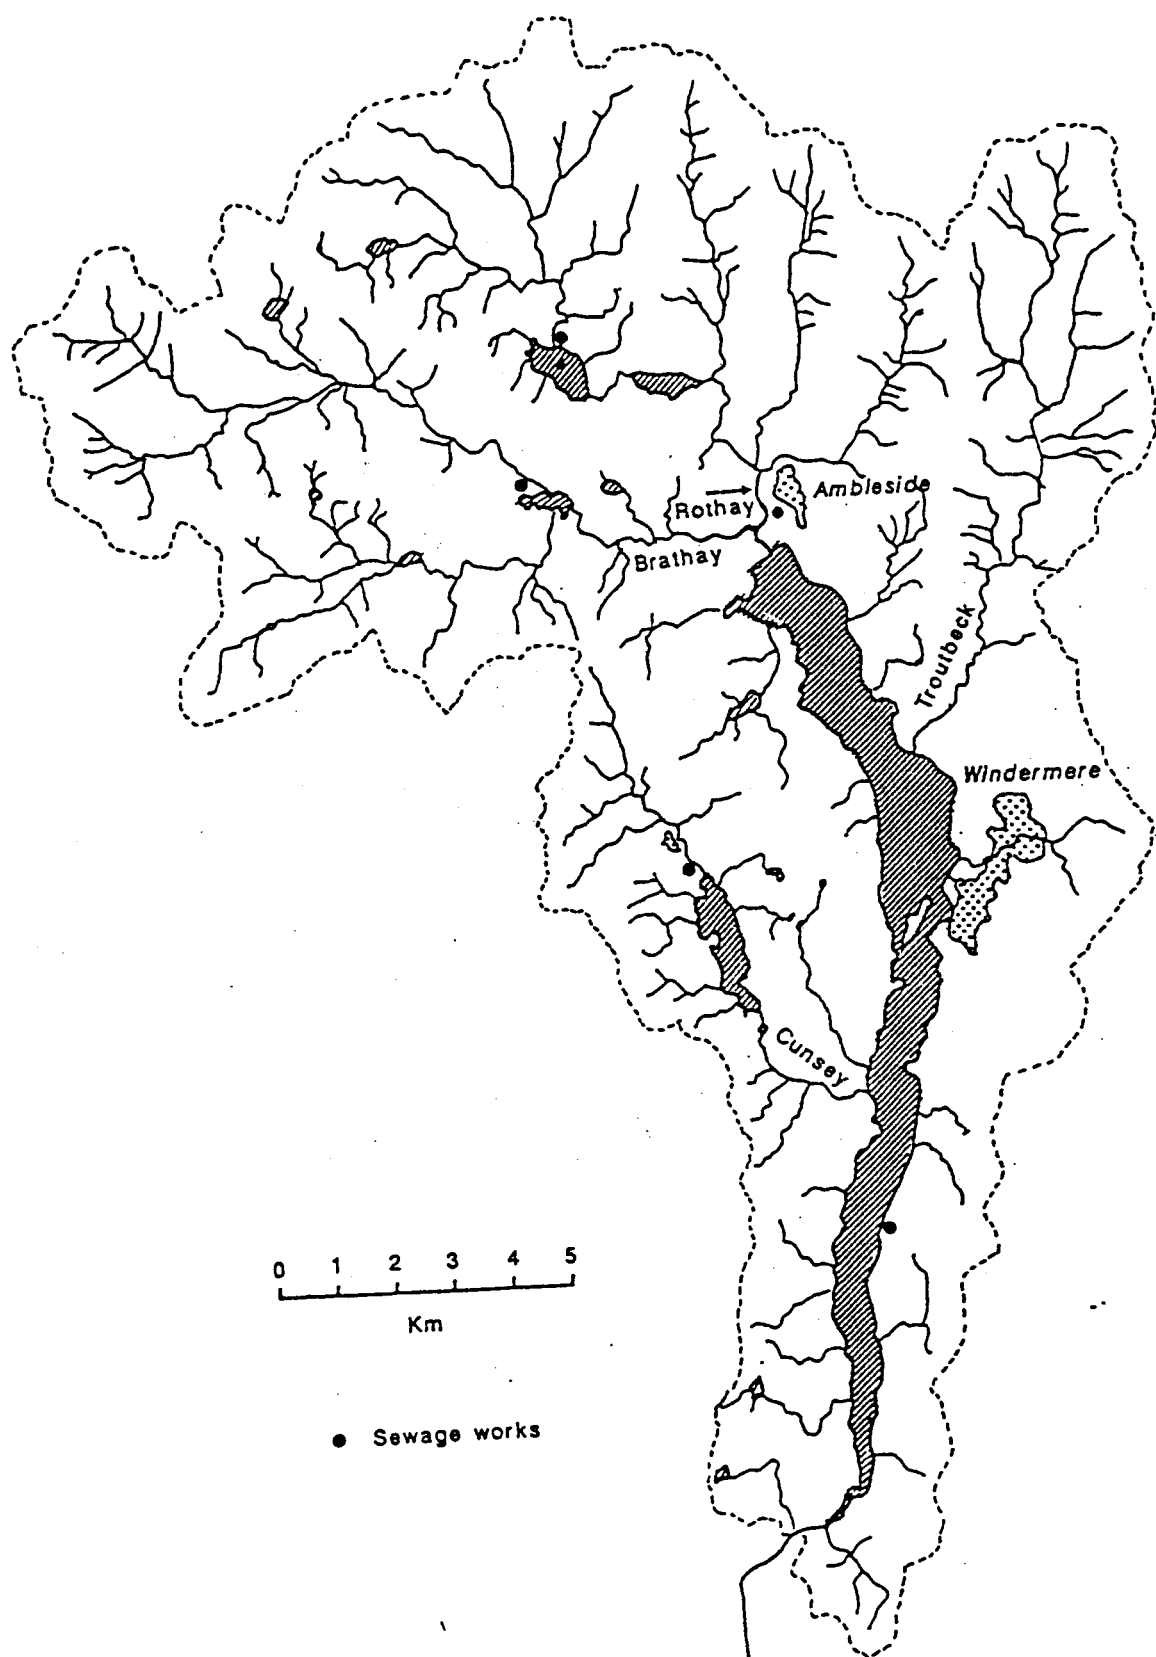 Ambleside
Rothay
Brathay
Troutbeck
Windermere
Cunsey
0 1 2 3 4 5
Km
Sewage works